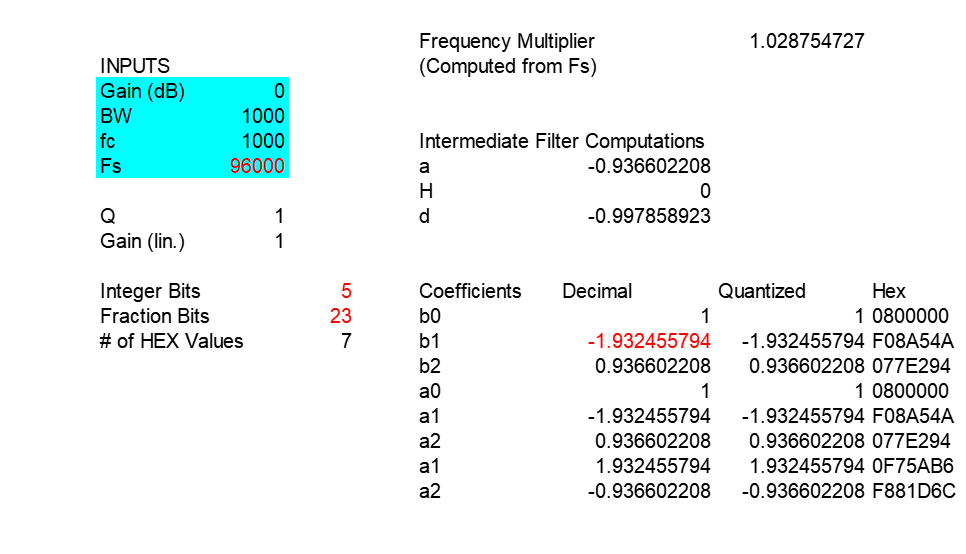 Frequency Multiplier 1.028754727
INPUTS (Computed from Fs)
Gain (dB) 0
BW 1000
fc 1000 Intermediate Filter Computations
Fs 96000 a -0.936602208
H 0
Q 1 d -0.997858923
Gain (lin.) 1
Integer Bits 5 Coefficients Decimal Quantized Hex
Fraction Bits 23 b0 1 1 0800000
# of HEX Values 7 b1 -1.932455794 -1.932455794 F08A54A
b2 0.936602208 0.936602208 077E294
a0 1 1 0800000
a1 -1.932455794 -1.932455794 F08A54A
a2 0.936602208 0.936602208 077E294
a1 1.932455794 1.932455794 0F75AB6
a2 -0.936602208 -0.936602208 F881D6C